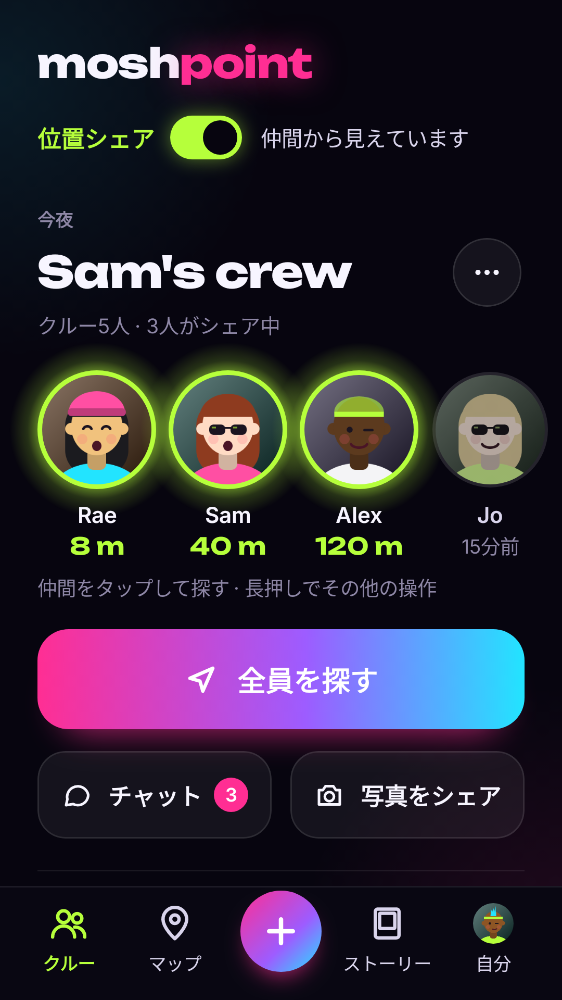 moshpoint
位置シェア 仲間から見えています
今夜
Sam's crew
クルー5人 · 3人がシェア中
Rae Sam Alex Jo
8 m 40 m 120 m 15分前
仲間をタップして探す · 長押しでその他の操作
全員を探す
チャット 3 写真をシェア
クルー マップ ストーリー 自分